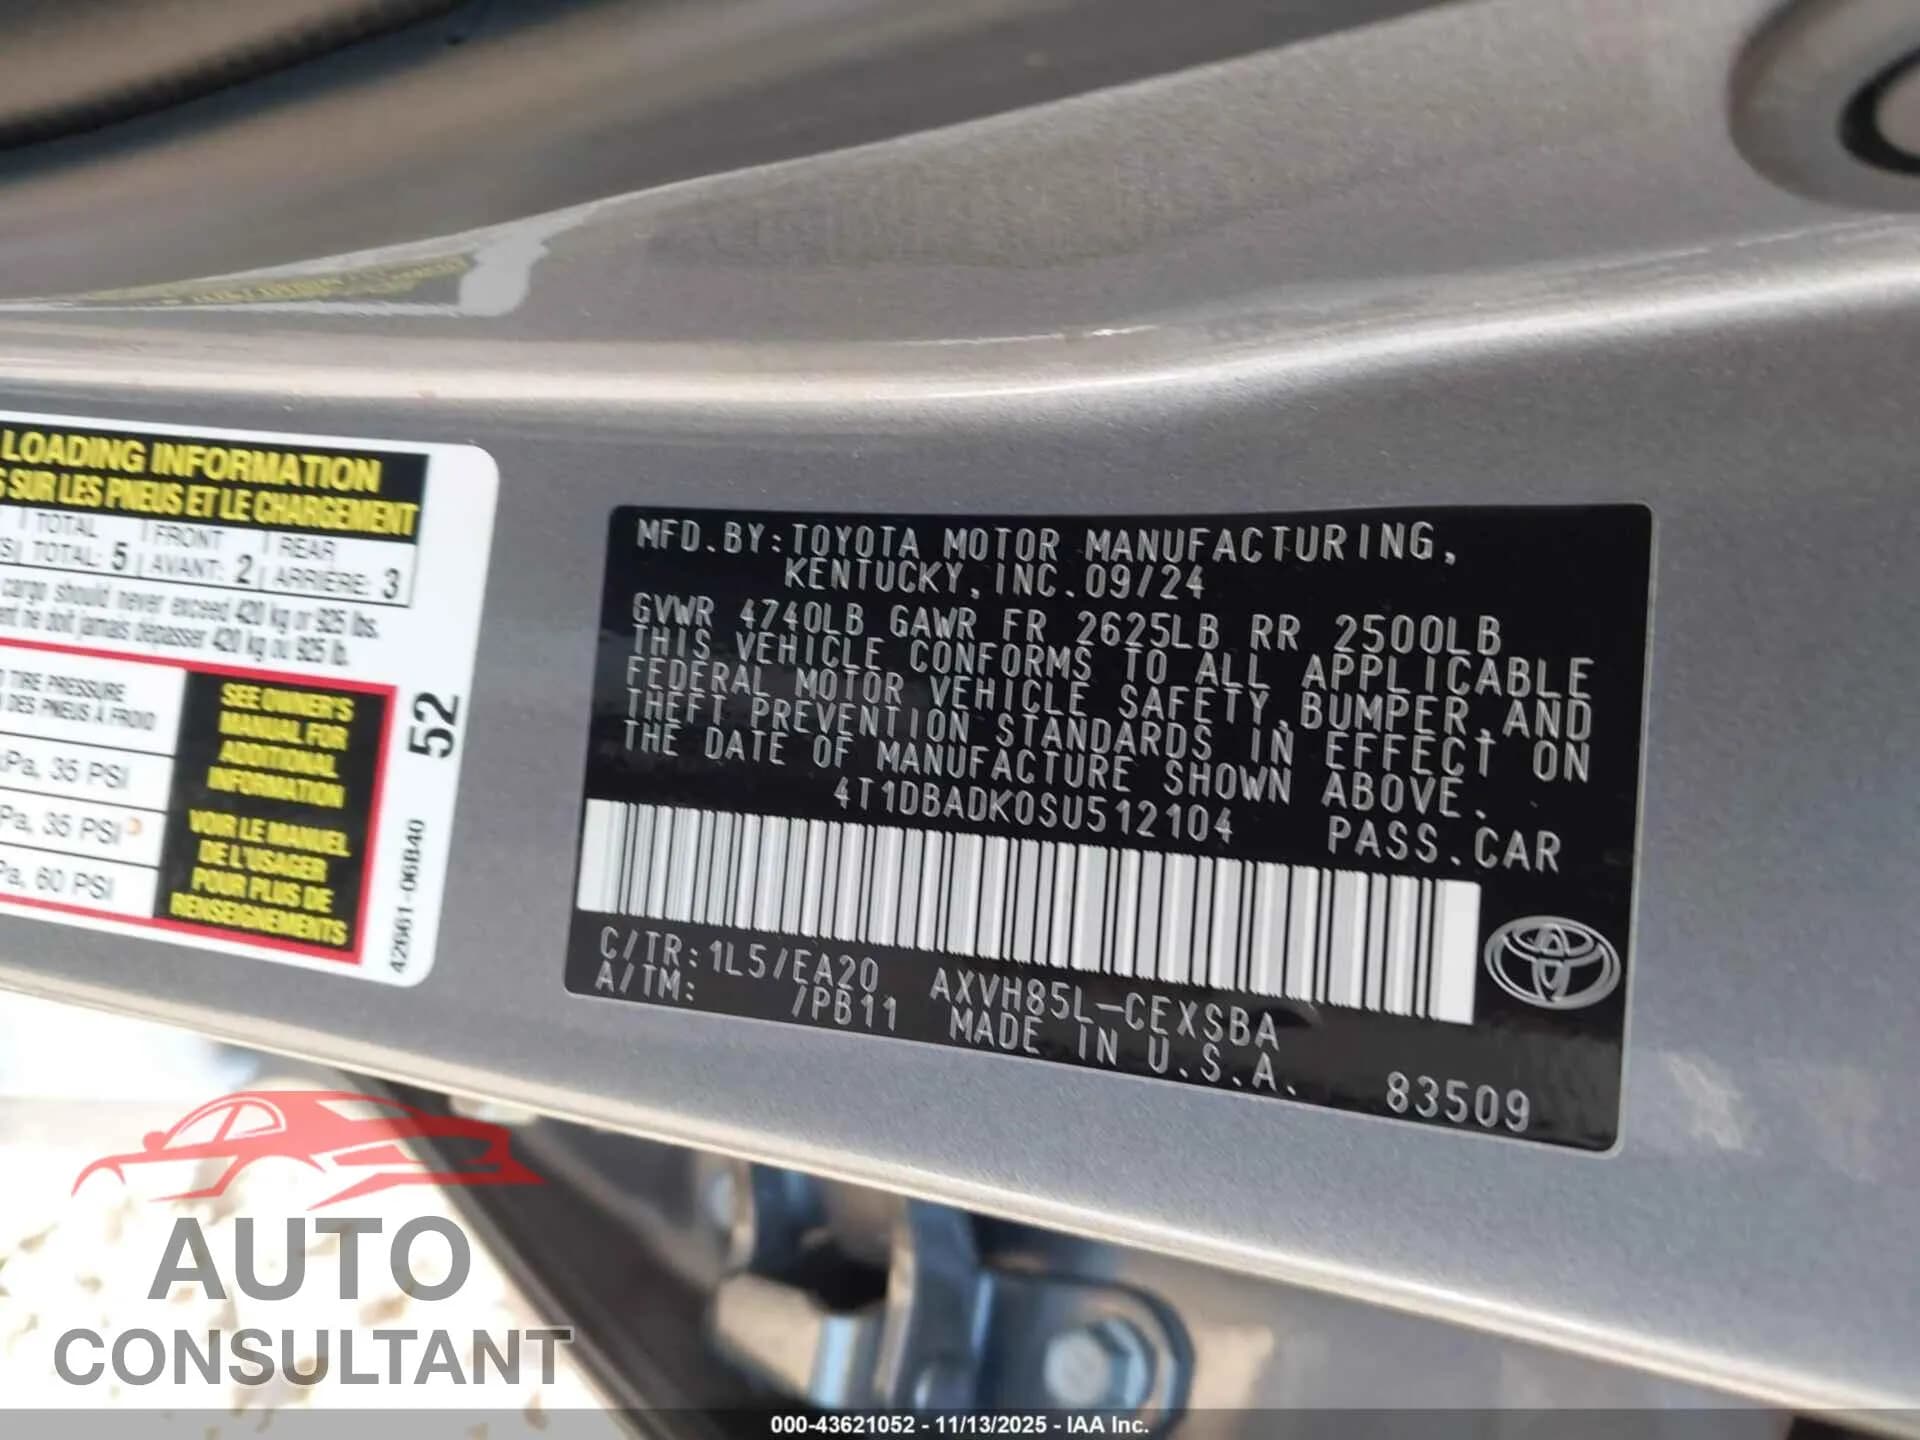 LOADING INFORMATION
SUR LES PNEUS ET LE CHARGEMENT
TOTAL | FRONT | REAR
TOTAL: 5 | AVANT: 2 | ARRIÈRE: 3
cargo should never exceed 420 kg or 925 lbs.
ne doit jamais dépasser 420 kg ou 925 lb.
TIRE PRESSURE
DES PNEUS À FROID
kPa, 35 PSI
Pa, 35 PSI
Pa, 60 PSI
SEE OWNER'S
MANUAL FOR
ADDITIONAL
INFORMATION
VOIR LE MANUEL
DE L'USAGER
POUR PLUS DE
RENSEIGNEMENTS
52
42661-06B40
MFD.BY:TOYOTA MOTOR MANUFACTURING,
KENTUCKY,INC.09/24
GVWR 4740LB GAWR FR 2625LB RR 2500LB
THIS VEHICLE CONFORMS TO ALL APPLICABLE
FEDERAL MOTOR VEHICLE SAFETY,BUMPER,AND
THEFT PREVENTION STANDARDS IN EFFECT ON
THE DATE OF MANUFACTURE SHOWN ABOVE.
4T1DBADK0SU512104 PASS.CAR
C/TR:1L5/EA20 AXVH85L-CEXSBA
A/TM: /PB11 MADE IN U.S.A.
83509
AUTO
CONSULTANT
000-43621052 - 11/13/2025 - IAA Inc.